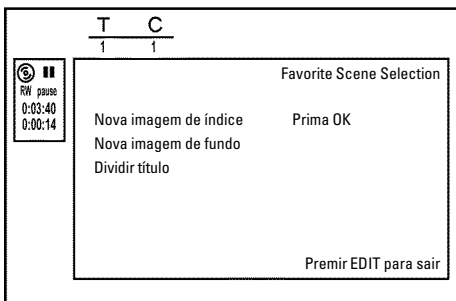 T C
1 1
RW pause
0:03:40
0:00:14
Favorite Scene Selection
Nova imagem de índice Prima OK
Nova imagem de fundo
Dividir título
Premir EDIT para sair